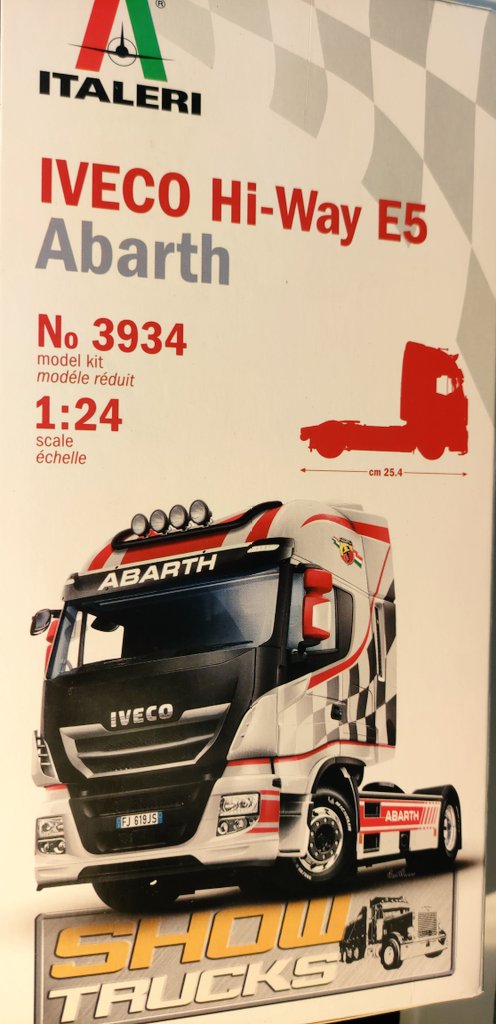 ®
ITALERI
IVECO Hi-Way E5
Abarth
No 3934
model kit
modéle réduit
1:24
scale
échelle
cm 25.4
ABARTH
IVECO
FJ 619JS
ABARTH
SHOW
TRUCKS